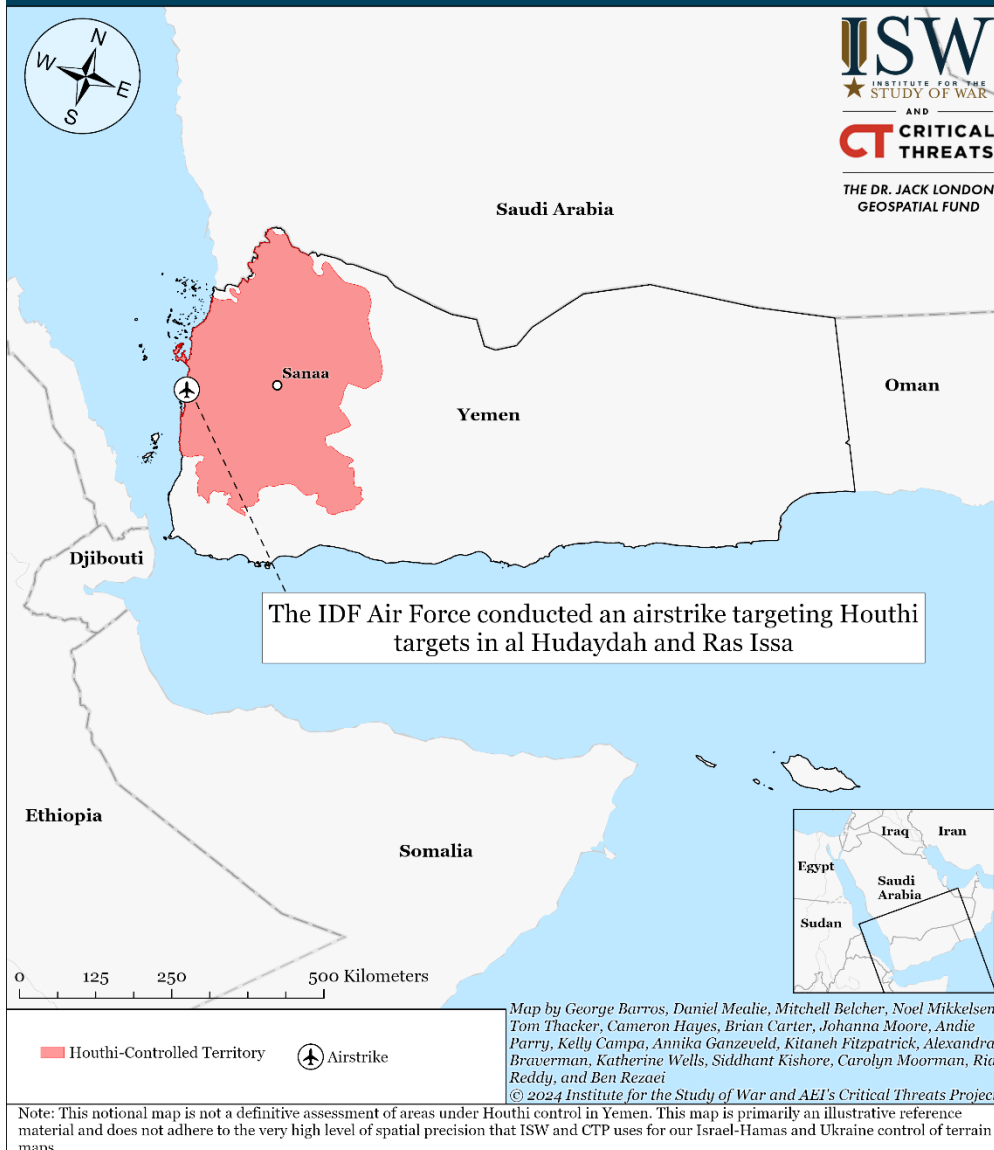 N
W
E
S
ISW
INSTITUTE FOR THE
STUDY OF WAR
AND
CT CRITICAL
THREATS
THE DR. JACK LONDON
GEOSPATIAL FUND
Saudi Arabia
Sanaa
Yemen
Oman
Djibouti
The IDF Air Force conducted an airstrike targeting Houthi
targets in al Hudaydah and Ras Issa
Ethiopia
Somalia
Iraq
Iran
Egypt
Saudi
Arabia
Sudan
0 125 250 500 Kilometers
Houthi-Controlled Territory
Airstrike
Map by George Barros, Daniel Mealie, Mitchell Belcher, Noel Mikkelsen
Tom Thacker, Cameron Hayes, Brian Carter, Johanna Moore, Andie
Parry, Kelly Campa, Annika Ganzeveld, Kitaneh Fitzpatrick, Alexandra
Braverman, Katherine Wells, Siddhant Kishore, Carolyn Moorman, Ria
Reddy, and Ben Rezaei
© 2024 Institute for the Study of War and AEI's Critical Threats Project
Note: This notional map is not a definitive assessment of areas under Houthi control in Yemen. This map is primarily an illustrative reference
material and does not adhere to the very high level of spatial precision that ISW and CTP uses for our Israel-Hamas and Ukraine control of terrain
maps.